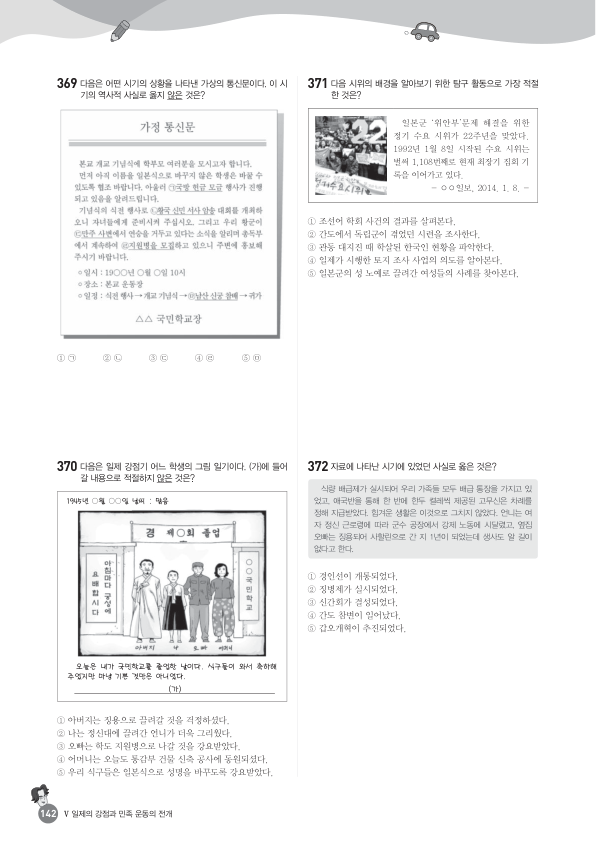 369 다음은 어떤 시기의 상황을 나타낸 가상의 통신문이다. 이 시
기의 역사적 사실로 옳지 않은 것은?
가정 통신문
본교 개교 기념식에 학부모 여러분을 모시고자 합니다.
먼저 아직 이름을 일본식으로 바꾸지 않은 학생은 바꿀 수
있도록 협조 바랍니다. 아울러 ㉠국방 헌금 모금 행사가 진행
되고 있음을 알려드립니다.
기념식의 식전 행사로 ㉡황국 신민 서사 암송 대회를 개최하
오니 자녀들에게 준비시켜 주십시오. 그리고 우리 황군이
㉢만주 사변에서 연승을 거두고 있다는 소식을 알리며 총독부
에서 계속하여 ㉣지원병을 모집하고 있으니 주변에 홍보해
주시기 바랍니다.
◦일시 : 19○○년 ○월 ○일 10시
◦장소 : 본교 운동장
◦일정 : 식전 행사 → 개교 기념식 → ㉤남산 신궁 참배 → 귀가
△△ 국민학교장
① ㉠ ② ㉡ ③ ㉢ ④ ㉣ ⑤ ㉤
370 다음은 일제 강점기 어느 학생의 그림 일기이다. (가)에 들어
갈 내용으로 적절하지 않은 것은?
1945년 ○월 ○○일 날씨 : 맑음
경 제○회 졸업
아침마다 궁성에
요배합시다
○○국민학교
아버지 나 오빠 어머니
오늘은 내가 국민학교를 졸업한 날이다. 식구들이 와서 축하해
주었지만 마냥 기쁜 것만은 아니었다.
(가)
① 아버지는 징용으로 끌려갈 것을 걱정하셨다.
② 나는 정신대에 끌려간 언니가 더욱 그리웠다.
③ 오빠는 학도 지원병으로 나갈 것을 강요받았다.
④ 어머니는 오늘도 통감부 건물 신축 공사에 동원되셨다.
⑤ 우리 식구들은 일본식으로 성명을 바꾸도록 강요받았다.
142 Ⅴ 일제의 강점과 민족 운동의 전개
371 다음 시위의 배경을 알아보기 위한 탐구 활동으로 가장 적절
한 것은?
22
수요시위
일본군 ‘위안부’문제 해결을 위한
정기 수요 시위가 22주년을 맞았다.
1992년 1월 8일 시작된 수요 시위는
벌써 1,108번째로 현재 최장기 집회 기
록을 이어가고 있다.
- ○○일보, 2014. 1. 8. -
① 조선어 학회 사건의 결과를 살펴본다.
② 간도에서 독립군이 겪었던 시련을 조사한다.
③ 관동 대지진 때 학살된 한국인 현황을 파악한다.
④ 일제가 시행한 토지 조사 사업의 의도를 알아본다.
⑤ 일본군의 성 노예로 끌려간 여성들의 사례를 찾아본다.
372 자료에 나타난 시기에 있었던 사실로 옳은 것은?
식량 배급제가 실시되어 우리 가족들 모두 배급 통장을 가지고 있
었고, 애국반을 통해 한 반에 한두 켤레씩 제공된 고무신은 차례를
정해 지급받았다. 힘겨운 생활은 이것으로 그치지 않았다. 언니는 여
자 정신 근로령에 따라 군수 공장에서 강제 노동에 시달렸고, 옆집
오빠는 징용되어 사할린으로 간 지 1년이 되었는데 생사도 알 길이
없다고 한다.
① 경인선이 개통되었다.
② 징병제가 실시되었다.
③ 신간회가 결성되었다.
④ 간도 참변이 일어났다.
⑤ 갑오개혁이 추진되었다.